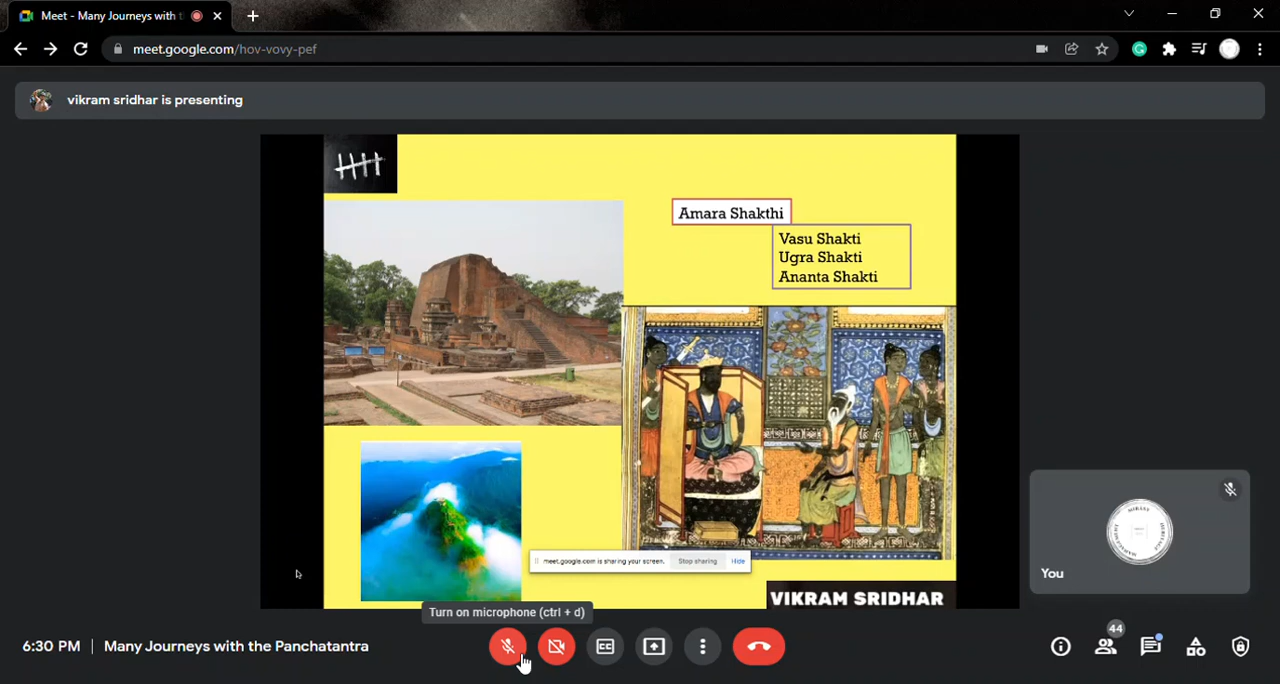 Meet - Many Journeys with t
meet.google.com/hov-vovy-pef
vikram sridhar is presenting
Amara Shakthi
Vasu Shakti
Ugra Shakti
Ananta Shakti
meet.google.com is sharing your screen. Stop sharing Hide
VIKRAM SRIDHAR
You
Turn on microphone (ctrl + d)
44
6:30 PM | Many Journeys with the Panchatantra
CC